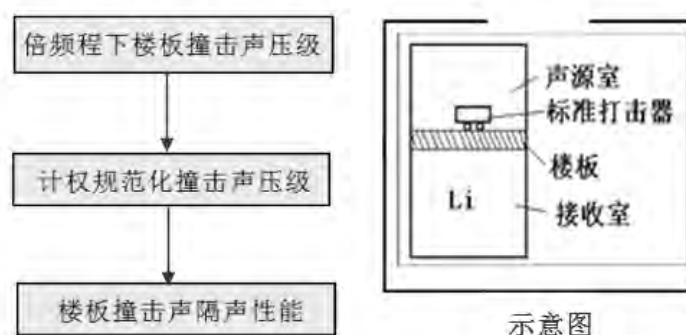 倍频程下楼板撞击声压级
计权规范化撞击声压级
楼板撞击声隔声性能
声源室
标准打击器
楼板
Li
接收室
示意图